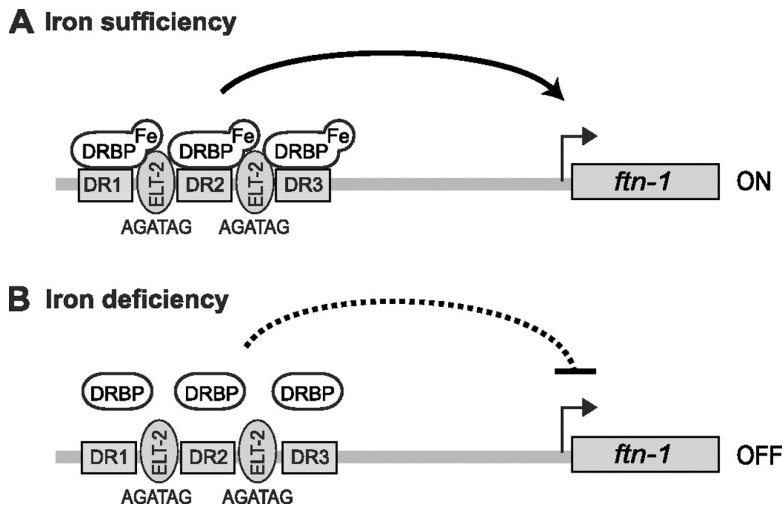 A Iron sufficiency
Fe Fe Fe
DRBP DRBP DRBP
DR1 ELT-2 DR2 ELT-2 DR3 ftn-1 ON
AGATAG AGATAG
B Iron deficiency
DRBP DRBP DRBP
DR1 ELT-2 DR2 ELT-2 DR3 ftn-1 OFF
AGATAG AGATAG